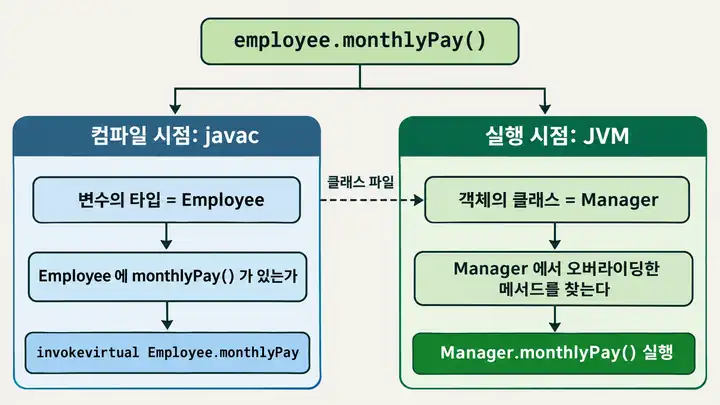 employee.monthlyPay()
컴파일 시점: javac
변수의 타입 = Employee
Employee 에 monthlyPay() 가 있는가
invokevirtual Employee.monthlyPay
클래스 파일
실행 시점: JVM
객체의 클래스 = Manager
Manager 에서 오버라이딩한
메서드를 찾는다
Manager.monthlyPay() 실행